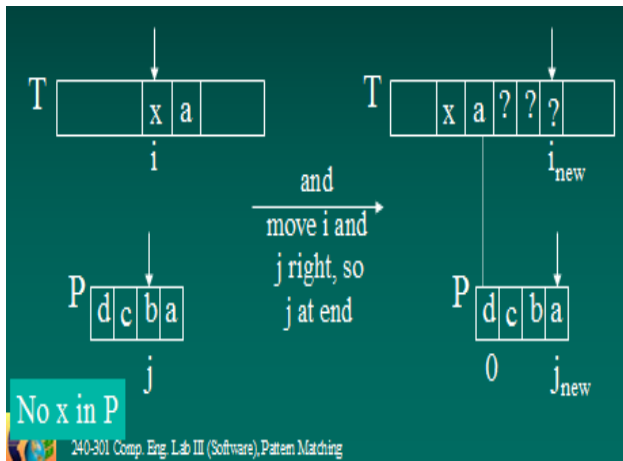 T x a
i
T x a ? ? ?
i new
and
move i and
j right, so
j at end
P d c b a
j
P d c b a
0 j new
No x in P
240-301 Comp. Eng. Lab III (Software), Pattern Matching